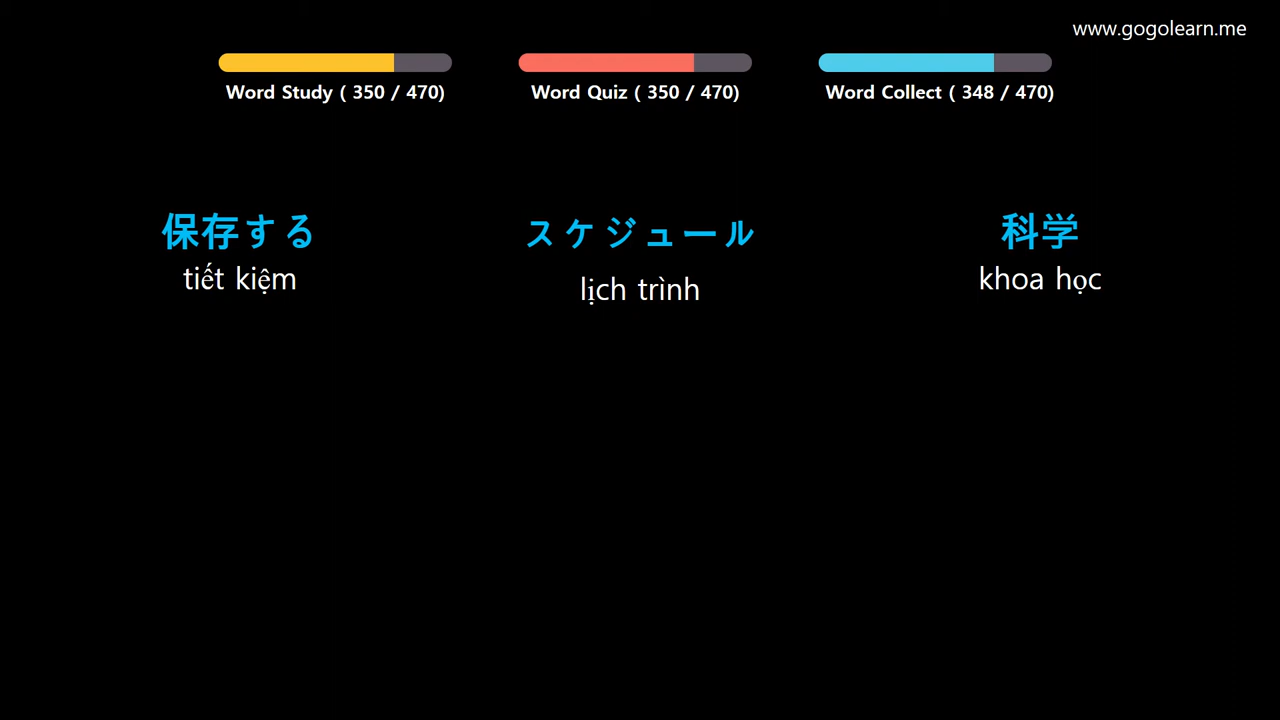 www.gogolearn.me
Word Study ( 350 / 470)
Word Quiz ( 350 / 470)
Word Collect ( 348 / 470)
保存する
tiết kiệm
スケジュール
lịch trình
科学
khoa học